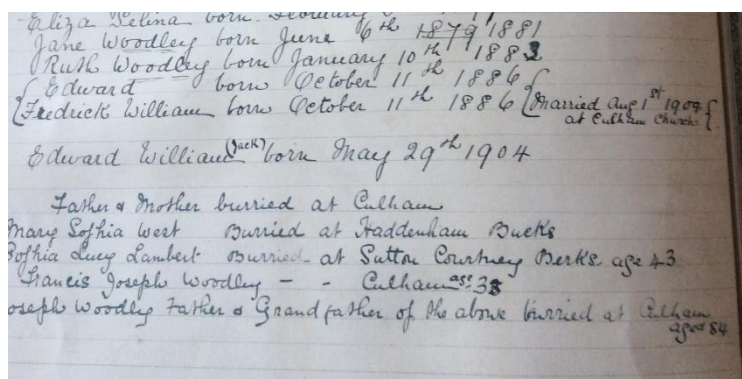 Eliza Selina born
Jane Woodley born June 6th 1879 1881
Ruth Woodley born January 10th 1883
{ Edward born October 11th 1886 {
{ Fredrick William born October 11th 1886 { Married Aug 1st 1909 {
at Culham Church
Edward William (Jack) born May 29th 1904
Father & Mother burried at Culham
Mary Sophia West Burried at Haddenham Bucks
Sophia Lucy Lambert Burried at Sutton Courtney Berks age 43
Francis Joseph Woodley - - Culham age 38
Joseph Woodley Father & Grandfather of the above burried at Culham
aged 84